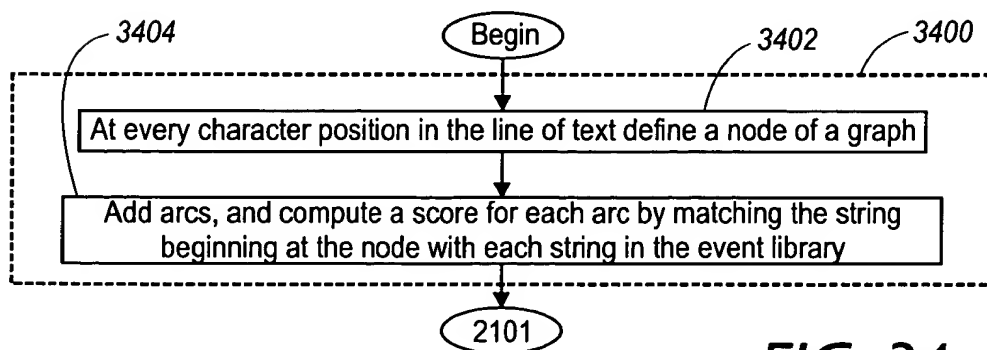 3404
Begin
3402
3400
At every character position in the line of text define a node of a graph
Add arcs, and compute a score for each arc by matching the string
beginning at the node with each string in the event library
2101